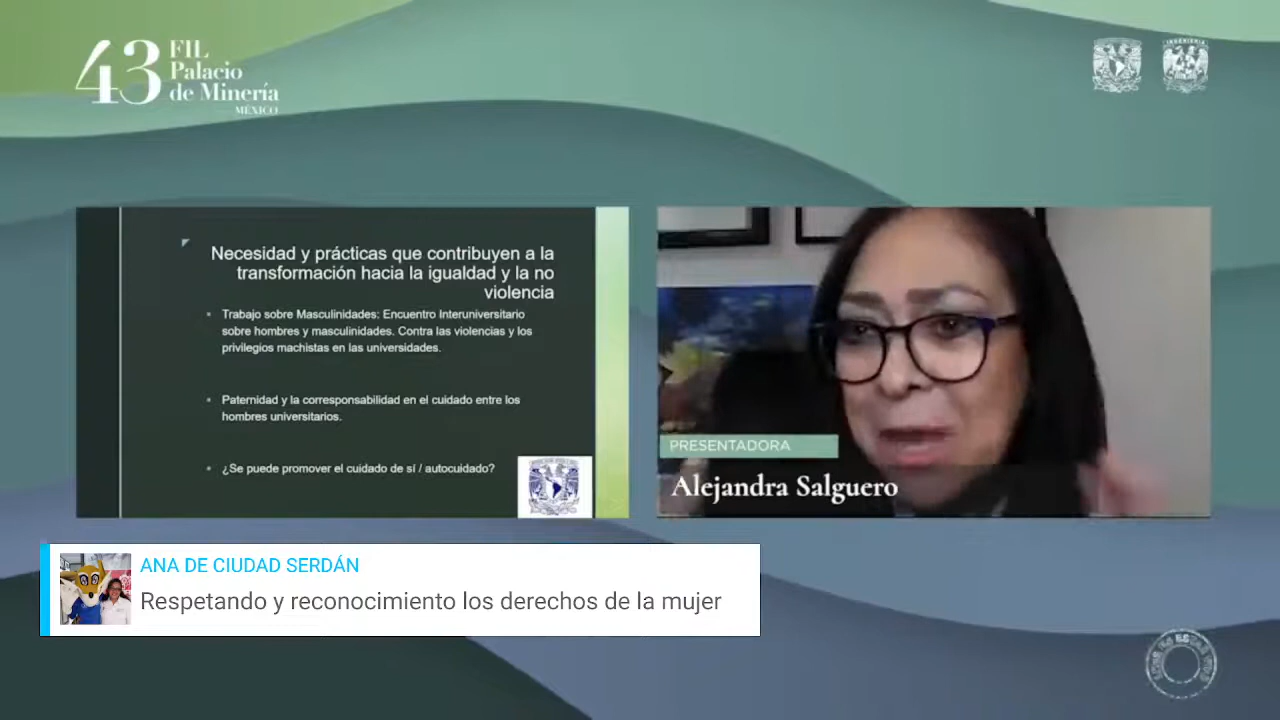 43
FIL
Palacio
de Minería
MÉXICO
INGENIERIA
Necesidad y prácticas que contribuyen a la
transformación hacia la igualdad y la no
violencia
Trabajo sobre Masculinidades: Encuentro Interuniversitario
sobre hombres y masculinidades. Contra las violencias y los
privilegios machistas en las universidades.
Paternidad y la corresponsabilidad en el cuidado entre los
hombres universitarios.
¿Se puede promover el cuidado de sí / autocuidado?
PRESENTADORA
Alejandra Salguero
ANA DE CIUDAD SERDÁN
Respetando y reconocimiento los derechos de la mujer